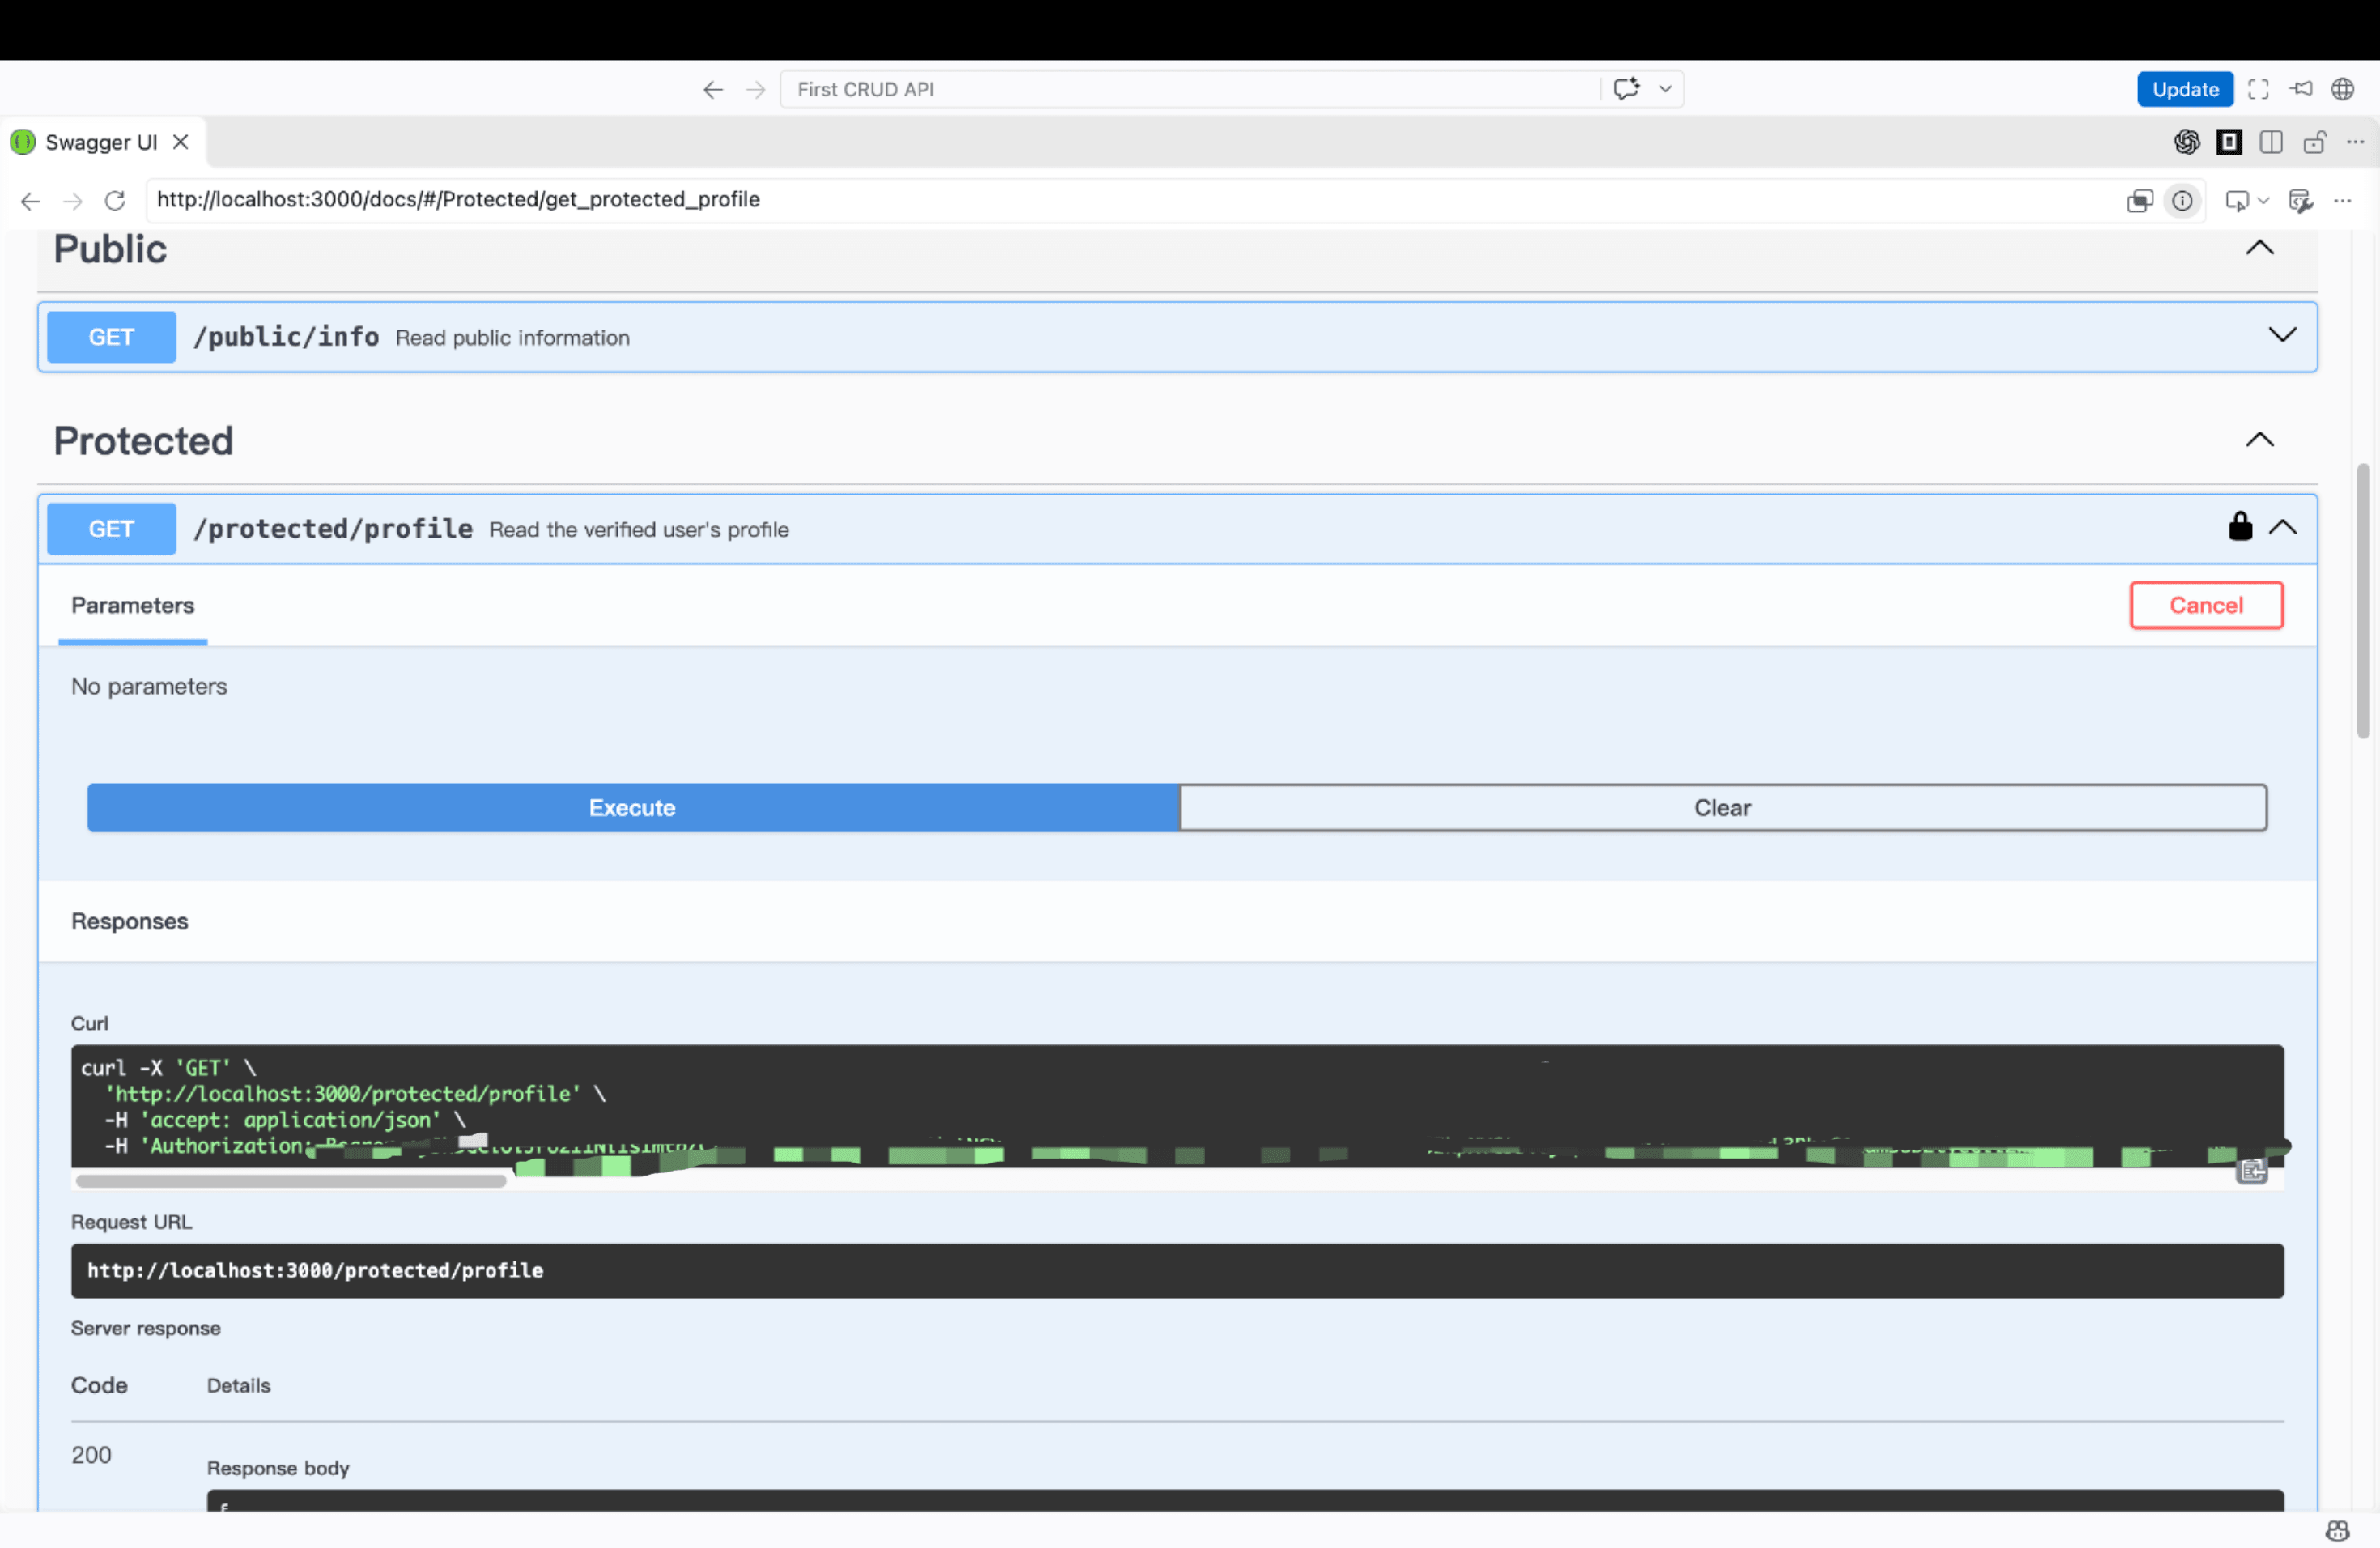 First CRUD API
Update
Swagger UI
http://localhost:3000/docs/#/Protected/get_protected_profile
Public
GET /public/info Read public information
Protected
GET /protected/profile Read the verified user's profile
Parameters
Cancel
No parameters
Execute
Clear
Responses
Curl
curl -X 'GET' \
'http://localhost:3000/protected/profile' \
-H 'accept: application/json' \
-H 'Authorization:
Request URL
http://localhost:3000/protected/profile
Server response
Code Details
200
Response body